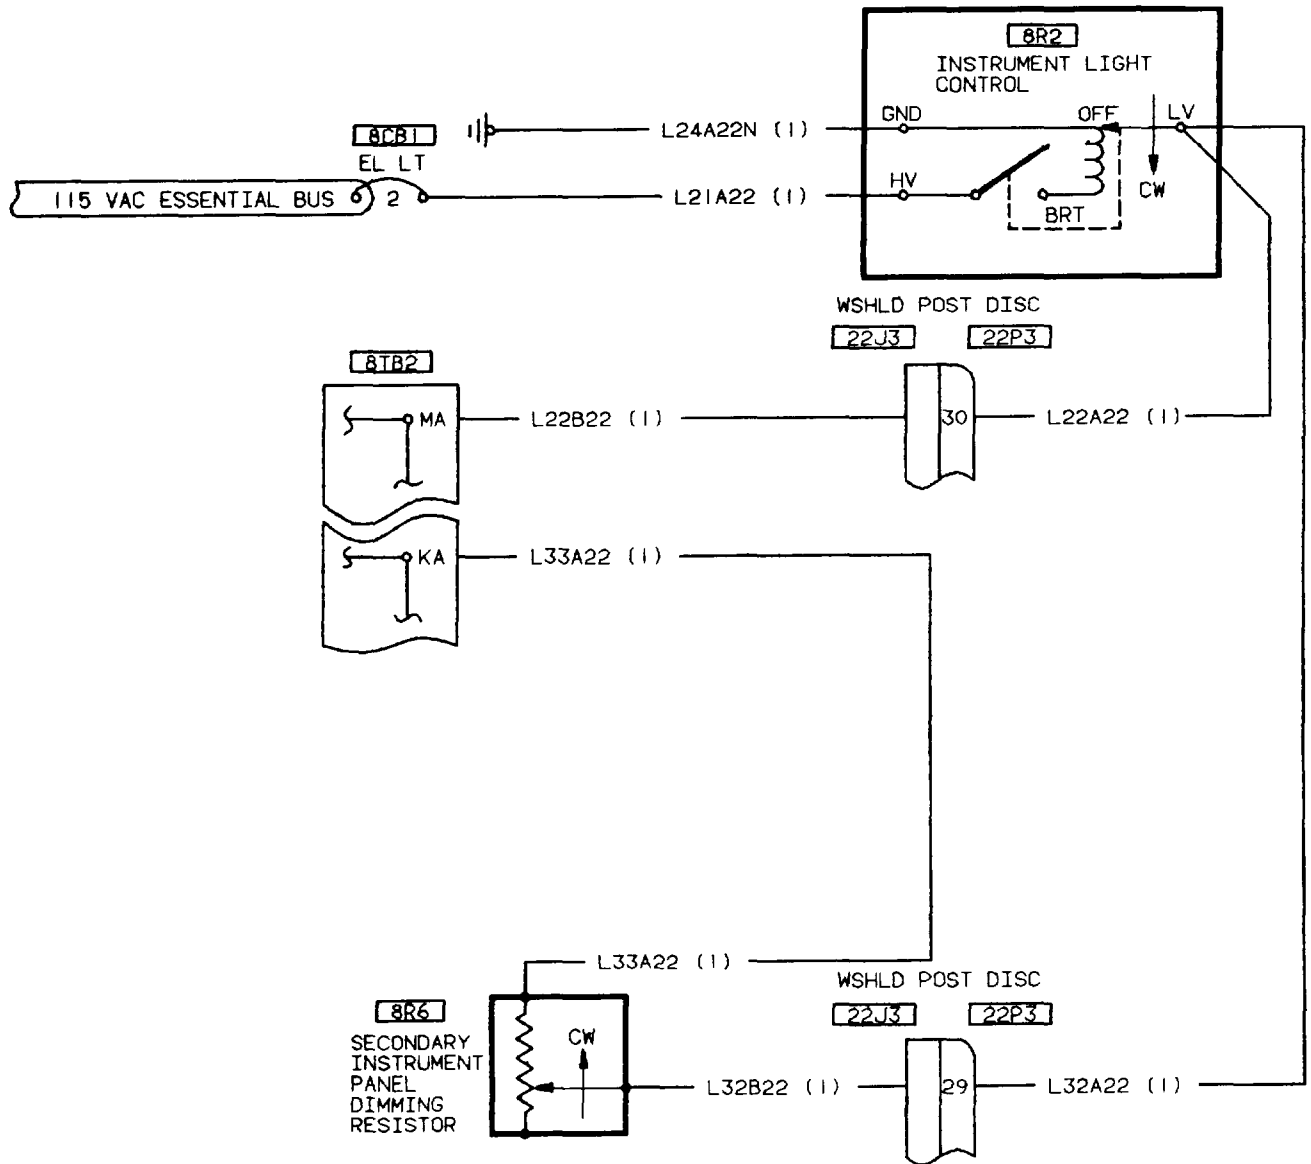 8R2
INSTRUMENT LIGHT
CONTROL
GND
OFF
LV
8CB1
L24A22N (1)
EL LT
HV
CW
115 VAC ESSENTIAL BUS
2
L21A22 (1)
BRT
WSHLD POST DISC
22J3
22P3
8TB2
MA
L22B22 (1)
30
L22A22 (1)
KA
L33A22 (1)
L33A22 (1)
WSHLD POST DISC
8R6
22J3
22P3
SECONDARY
INSTRUMENT
PANEL
DIMMING
RESISTOR
CW
L32B22 (1)
29
L32A22 (1)